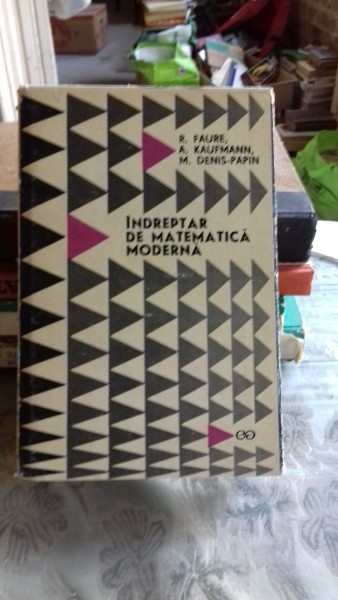 R. FAURE,
A. KAUFMANN,
M. DENIS-PAPIN
ÎNDREPTAR
DE MATEMATICĂ
MODERNĂ